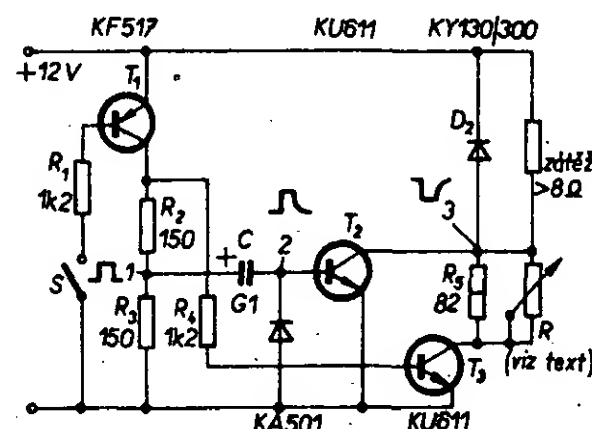 KF517 KU611 KY130/300
+12V
T1
D2
R1
1k2
zátěž
>8Ω
R2
150
C
+
T2
2
3
S
1
G1
R5
82
R3
150
R4
1k2
R
T3
(viz text)
KA501 KU611